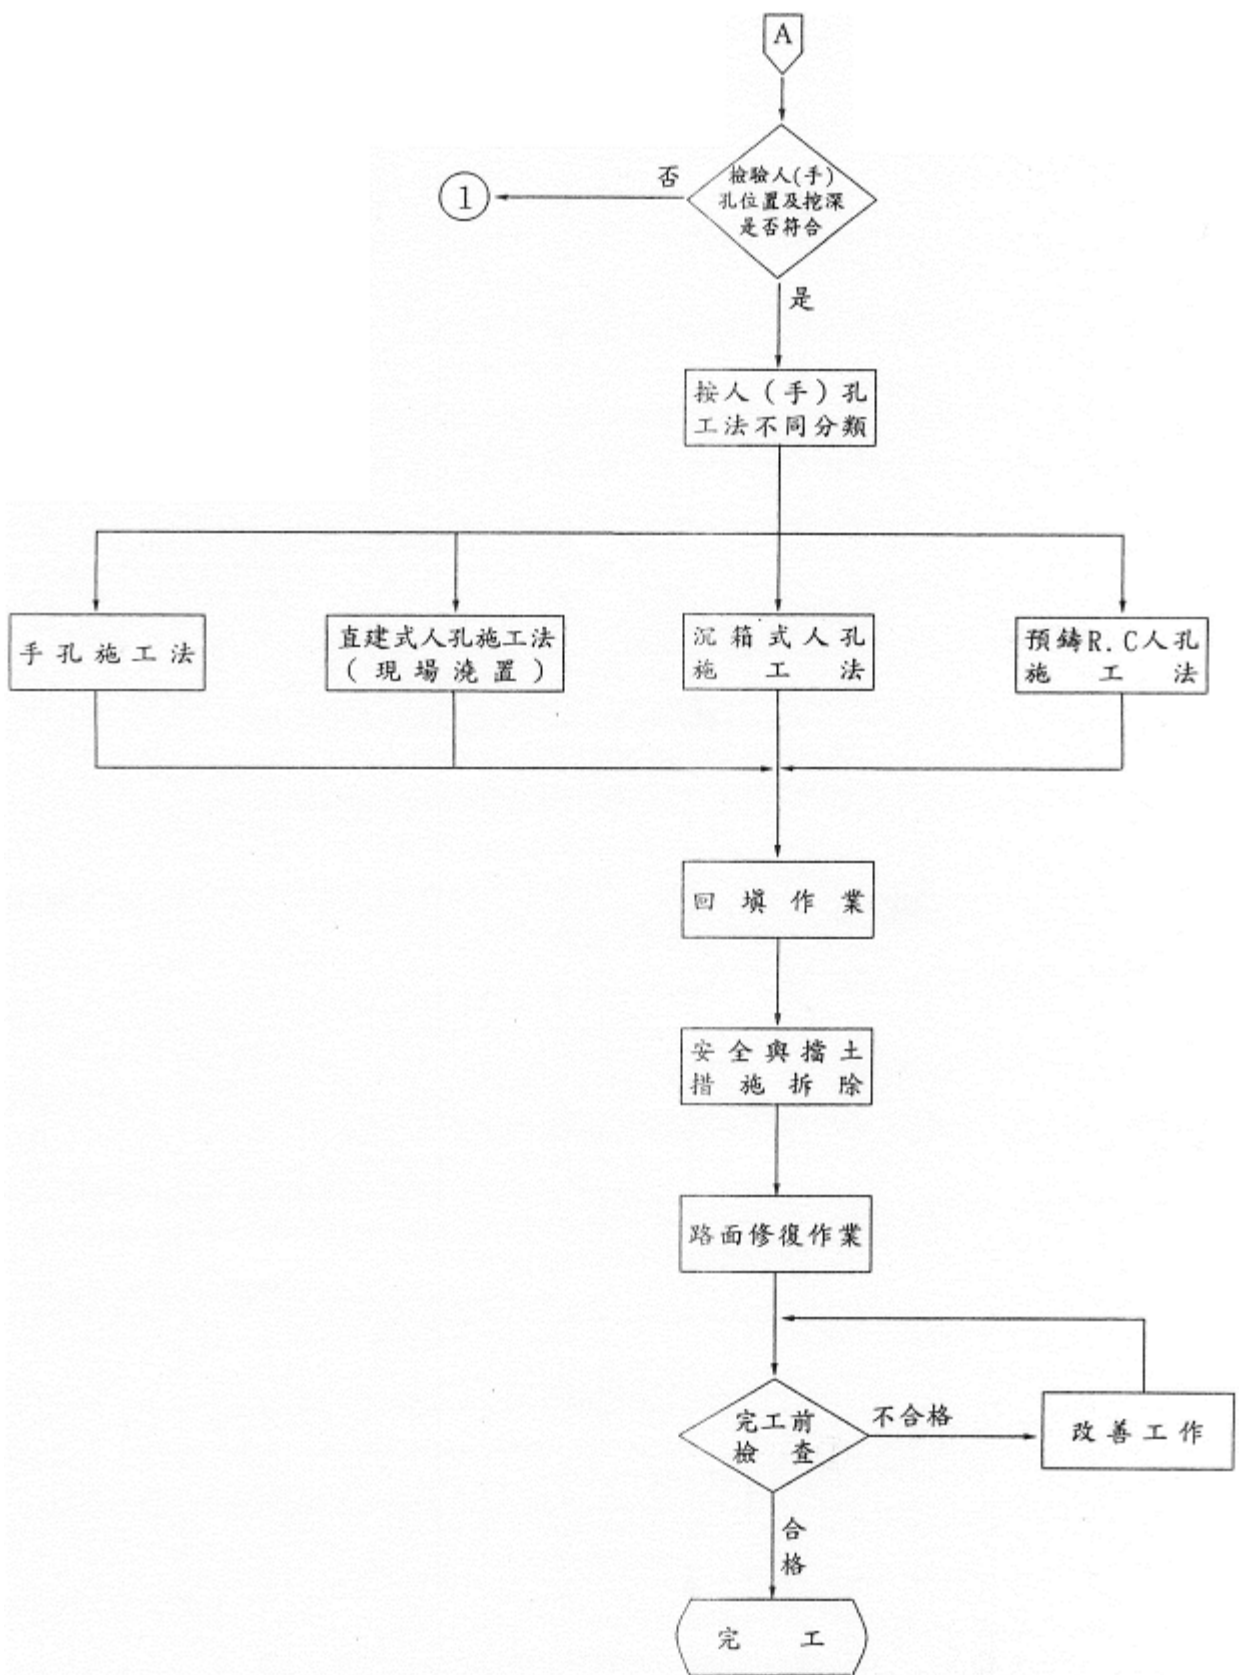 A
檢驗人(手)
孔位置及挖深
是否符合
否
1
是
按人(手)孔
工法不同分類
手孔施工法
直建式人孔施工法
(現場澆置)
沉箱式人孔
施工法
預鑄R.C人孔
施工法
回填作業
安全與擋土
措施拆除
路面修復作業
完工前
檢查
不合格
改善工作
合
格
完工